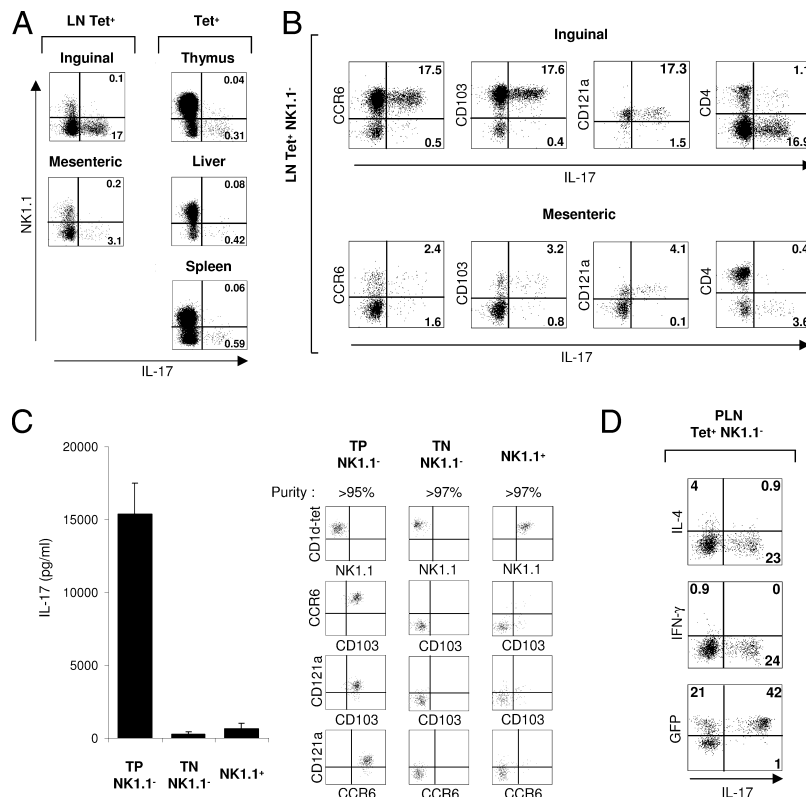 A
LN Tet+
Tet+
Inguinal
Thymus
0.1
0.04
17
0.31
Mesenteric
Liver
0.2
0.08
3.1
0.42
Spleen
0.06
0.59
NK1.1
IL-17
B
LN Tet+ NK1.1-
Inguinal
CCR6
17.5
0.5
CD103
17.6
0.4
CD121a
17.3
1.5
CD4
1.1
16.9
IL-17
Mesenteric
CCR6
2.4
1.6
CD103
3.2
0.8
CD121a
4.1
0.1
CD4
0.4
3.6
IL-17
C
IL-17 (pg/ml)
20000
15000
10000
5000
0
TP NK1.1-
TN NK1.1-
NK1.1+
TP NK1.1-
TN NK1.1-
NK1.1+
Purity :
>95%
>97%
>97%
CD1d-tet
NK1.1
NK1.1
NK1.1
CCR6
CD103
CD103
CD103
CD121a
CD103
CD103
CD103
CD121a
CCR6
CCR6
CCR6
D
PLN
Tet+ NK1.1-
IL-4
4
0.9
23
IFN-γ
0.9
0
24
GFP
21
42
1
IL-17